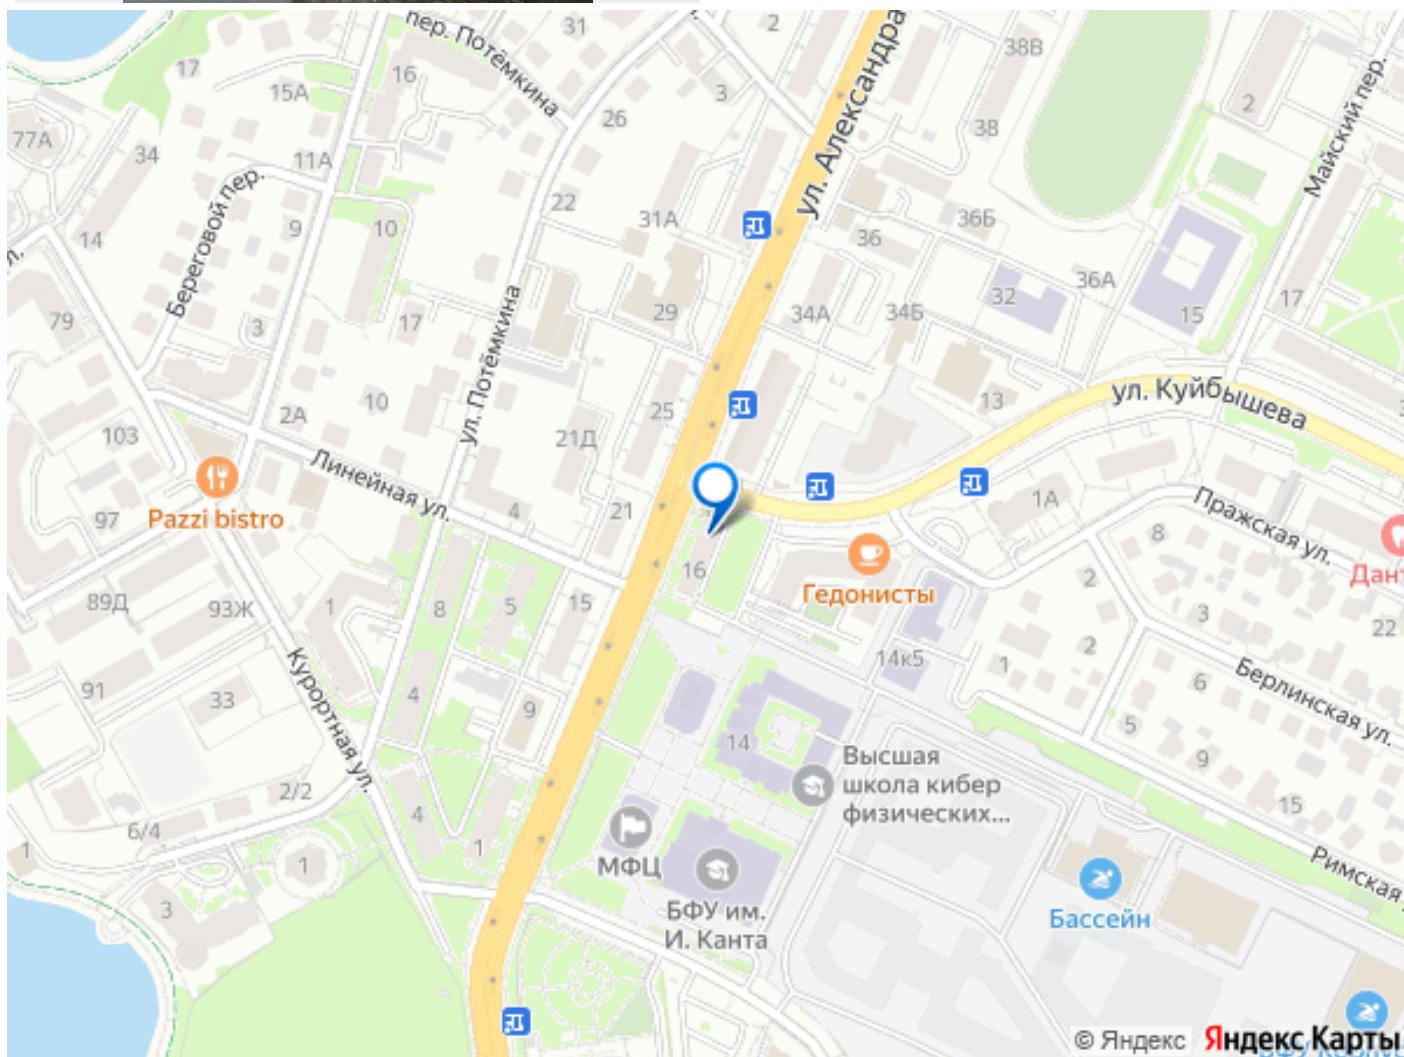 пер. Потёмкина
31
2
38В
17
16
15А
3
26
38
2
Майский пер.
77А
34
11А
ул. Александра
Береговой пер.
22
31А
36Б
14
9
10
36
36А
79
3
17
ул. Потёмкина
29
34А
34Б
32
15
17
10
2А
25
13
ул. Куйбышева
103
21Д
Линейная ул.
97
Pazzi bistro
4
21
1А
Пражская ул.
8
Гедонисты
16
2
89Д
93Ж
1
8
5
15
3
22
2
14к5
1
91
33
Курортная ул.
4
9
6
Берлинская ул.
5
14
9
Высшая
школа кибер
физических...
2/2
15
6/4
4
1
1
1
МФЦ
Римская
3
БФУ им.
И. Канта
Бассейн
© Яндекс Яндекс Карты